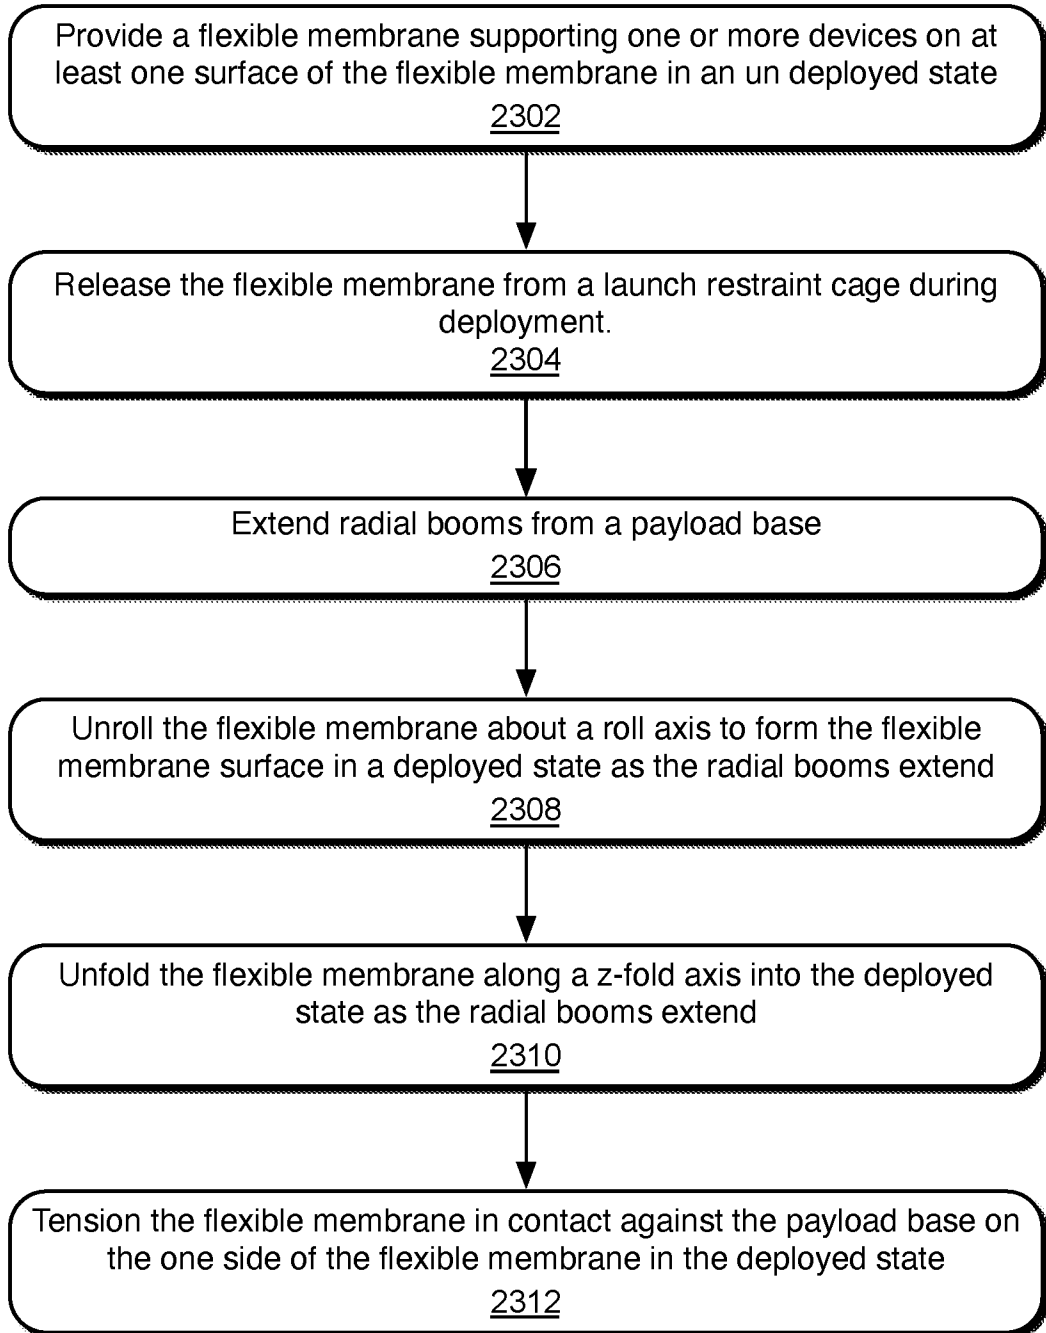 Provide a flexible membrane supporting one or more devices on at
least one surface of the flexible membrane in an un deployed state
2302
Release the flexible membrane from a launch restraint cage during
deployment.
2304
Extend radial booms from a payload base
2306
Unroll the flexible membrane about a roll axis to form the flexible
membrane surface in a deployed state as the radial booms extend
2308
Unfold the flexible membrane along a z-fold axis into the deployed
state as the radial booms extend
2310
Tension the flexible membrane in contact against the payload base on
the one side of the flexible membrane in the deployed state
2312